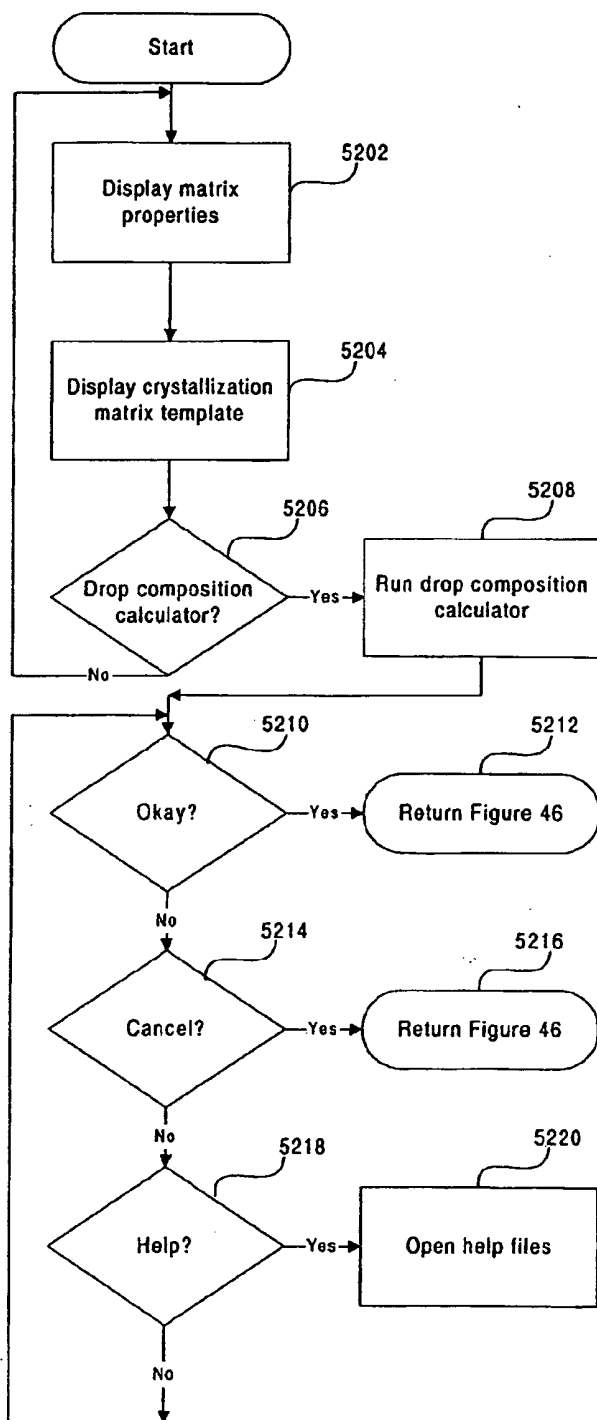 Start
5202
Display matrix
properties
5204
Display crystallization
matrix template
5206
Drop composition
calculator?
Yes
5208
Run drop composition
calculator
No
5210
Okay?
Yes
5212
Return Figure 46
No
5214
Cancel?
Yes
5216
Return Figure 46
No
5218
Help?
Yes
5220
Open help files
No